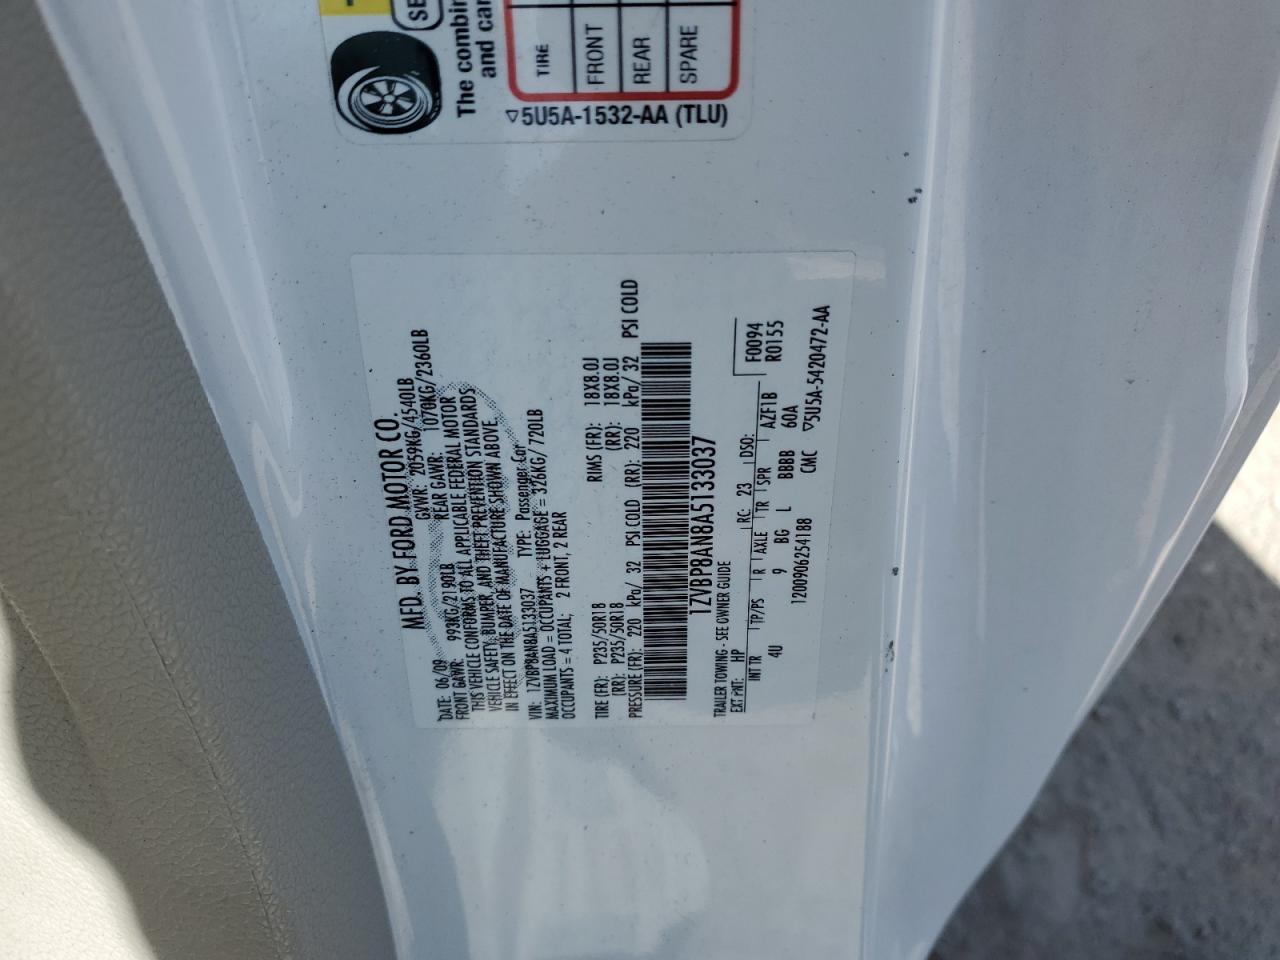 SE
The combin
and car
TIRE
FRONT
REAR
SPARE
▽5U5A-1532-AA (TLU)
MFD. BY FORD MOTOR CO.
DATE: 06/09 GVWR: 2059KG/4540LB
FRONT GAWR: 993KG/2190LB REAR GAWR: 1070KG/2360LB
THIS VEHICLE CONFORMS TO ALL APPLICABLE FEDERAL MOTOR
VEHICLE SAFETY, BUMPER, AND THEFT PREVENTION STANDARDS
IN EFFECT ON THE DATE OF MANUFACTURE SHOWN ABOVE.
VIN: 1ZVBP8AN8A5133037 TYPE: Passenger Car
MAXIMUM LOAD = OCCUPANTS + LUGGAGE = 326KG/ 720LB
OCCUPANTS = 4 TOTAL; 2 FRONT, 2 REAR
TIRE (FR): P235/50R18 RIMS (FR): 18X8.0J
(RR): P235/50R18 (RR): 18X8.0J
PRESSURE (FR): 220 kPa/ 32 PSI COLD (RR): 220 kPa/ 32 PSI COLD
1ZVBP8AN8A5133037
TRAILER TOWING - SEE OWNER GUIDE F0094
EXT PNT: HP RC: 23 DSO: R0155
INT TR TP/PS R AXLE TR SPR AZF1B
4U 9 BG L BBBB 60A
1200906254188 CMC ▽5U5A-5420472-AA